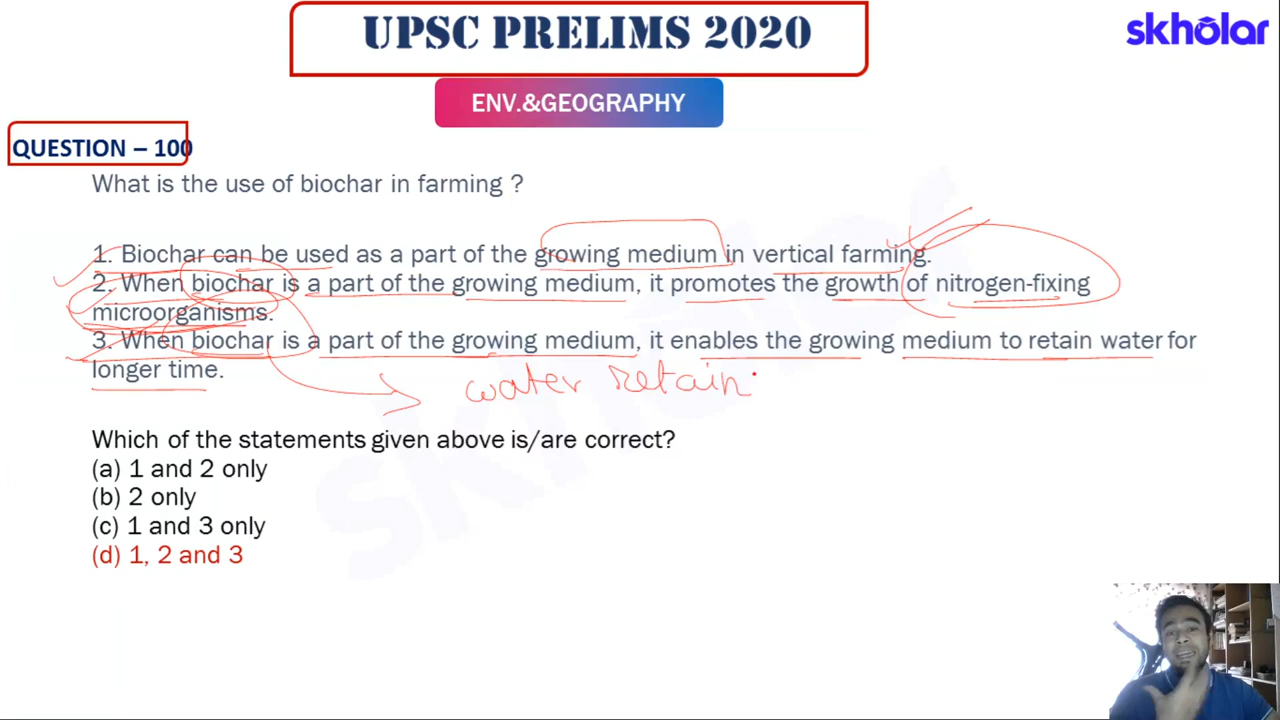 UPSC PRELIMS 2020
skhōlar
ENV.&GEOGRAPHY
QUESTION – 100
What is the use of biochar in farming ?
1. Biochar can be used as a part of the growing medium in vertical farming.
2. When biochar is a part of the growing medium, it promotes the growth of nitrogen-fixing
microorganisms.
3. When biochar is a part of the growing medium, it enables the growing medium to retain water for
longer time.
water retain
Which of the statements given above is/are correct?
(a) 1 and 2 only
(b) 2 only
(c) 1 and 3 only
(d) 1, 2 and 3